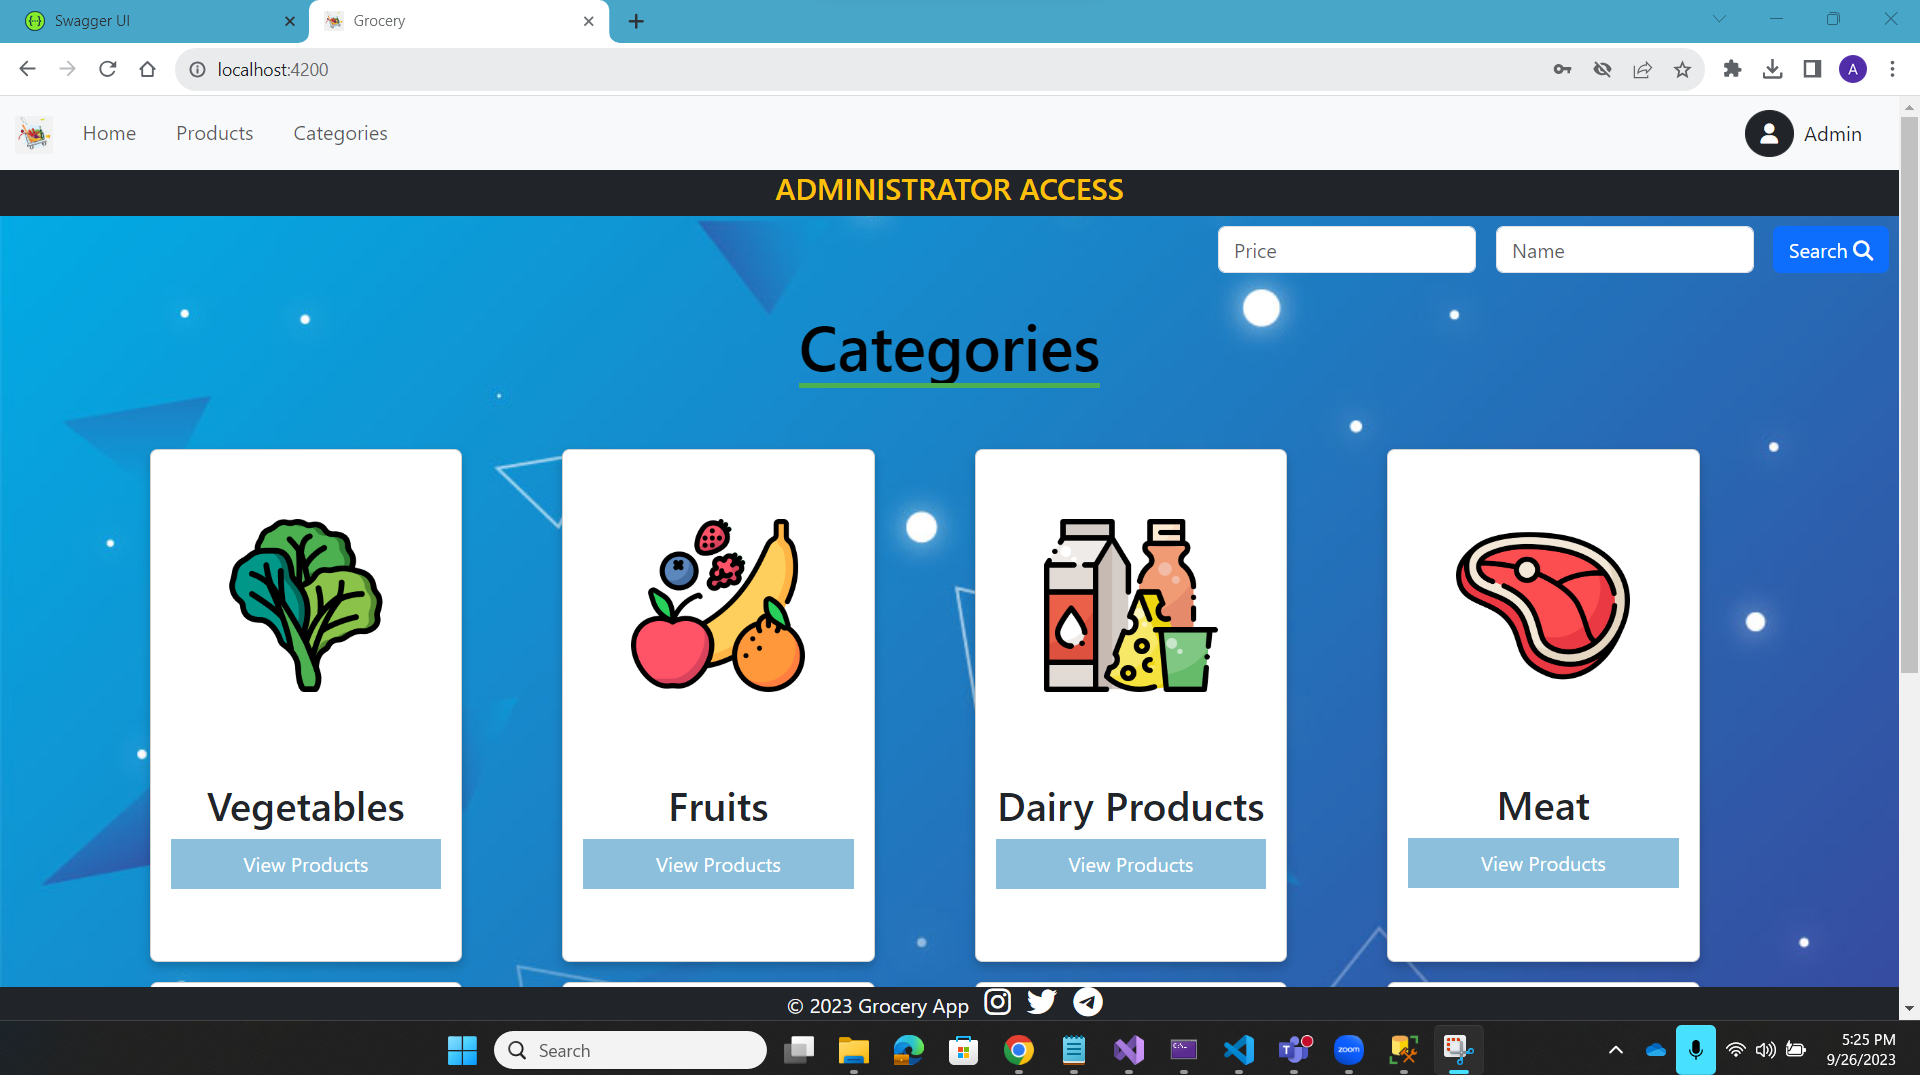 Swagger UI
Grocery
localhost:4200
A
Home
Products
Categories
Admin
ADMINISTRATOR ACCESS
Price
Name
Search
Categories
Vegetables
View Products
Fruits
View Products
Dairy Products
View Products
Meat
View Products
© 2023 Grocery App
Search
zoom
5:25 PM
9/26/2023